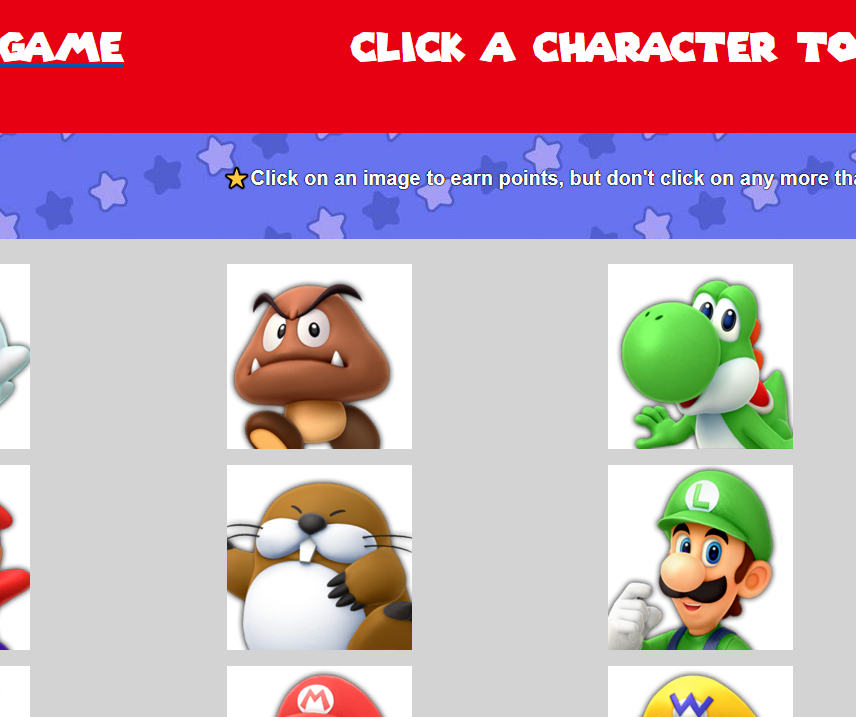 GAME
CLICK A CHARACTER TO
Click on an image to earn points, but don't click on any more tha
L
M
W